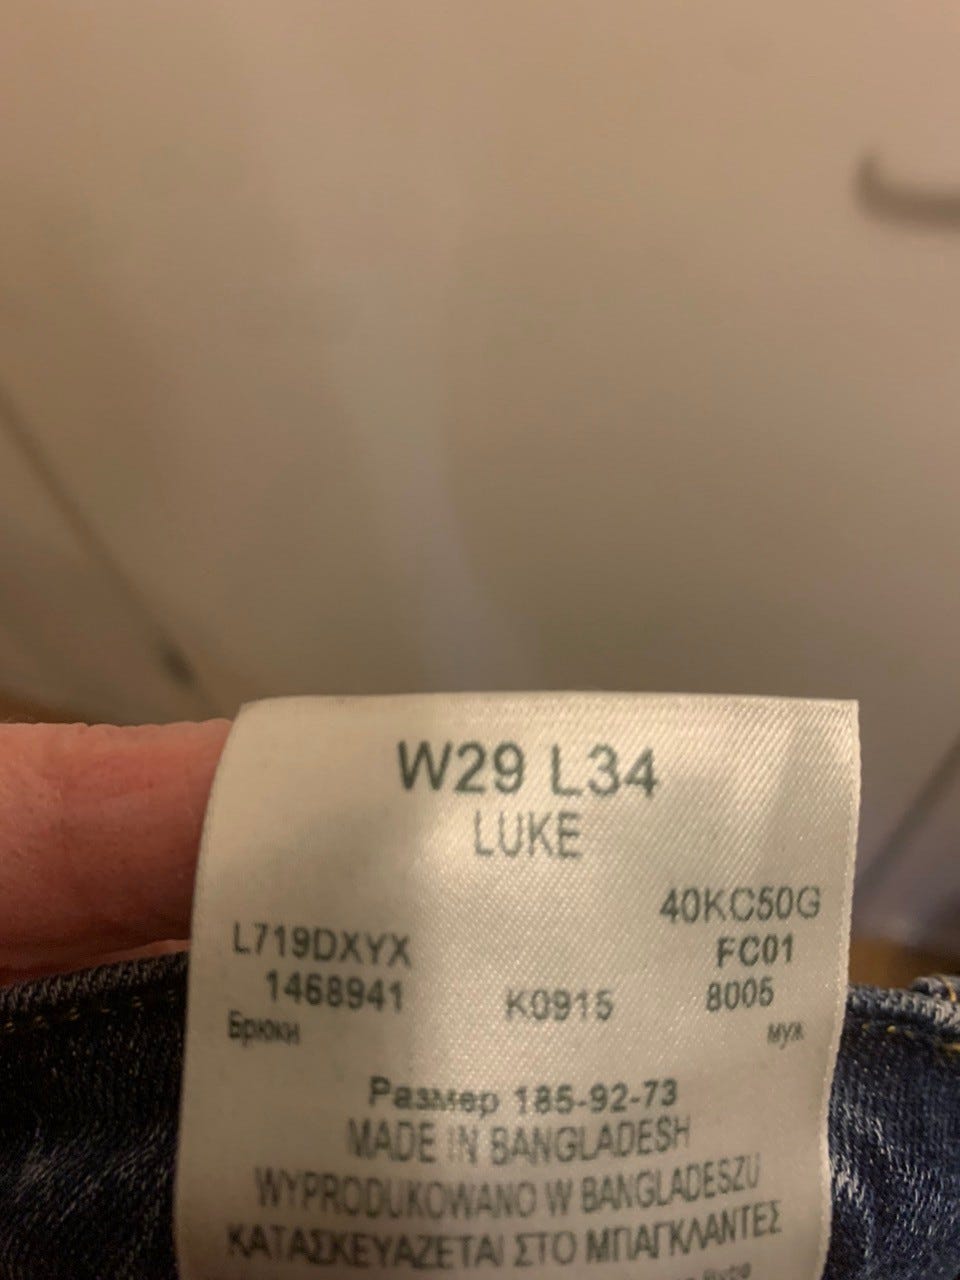 W29 L34
LUKE
40KC50G
L719DXYX FC01
1468941 K0915 8005
Брюки муж
Размер 185-92-73
MADE IN BANGLADESH
WYPRODUKOWANO W BANGLADESZU
ΚΑΤΑΣΚΕΥΑΖΕΤΑΙ ΣΤΟ ΜΠΑΓΚΛΑΝΤΕΣ